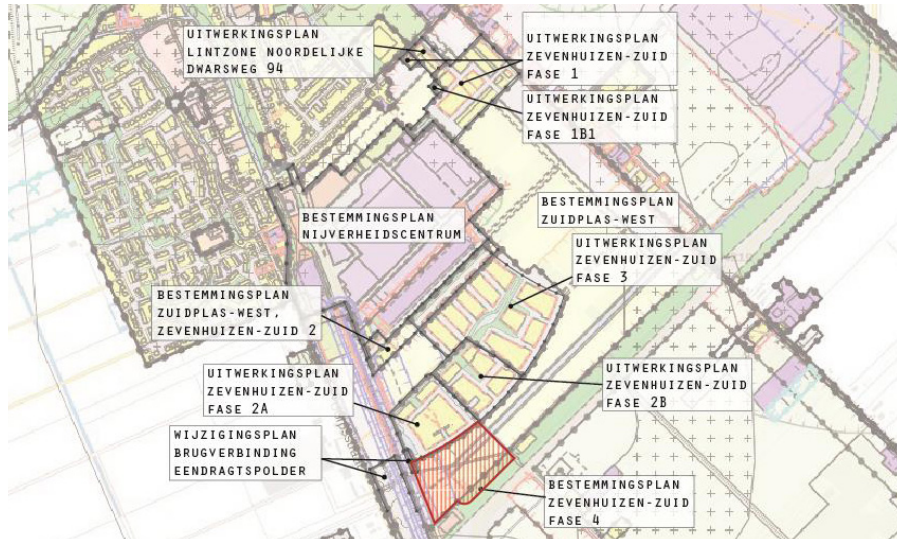 UITWERKINGSPLAN
LINTZONE NOORDELIJKE
DWARSWEG 94
UITWERKINGSPLAN
ZEVENHUIZEN-ZUID
FASE 1
UITWERKINGSPLAN
ZEVENHUIZEN-ZUID
FASE 1B1
BESTEMMINGSPLAN
ZUIDPLAS-WEST
BESTEMMINGSPLAN
NIJVERHEIDSCENTRUM
UITWERKINGSPLAN
ZEVENHUIZEN-ZUID
FASE 3
BESTEMMINGSPLAN
ZUIDPLAS-WEST,
ZEVENHUIZEN-ZUID 2
UITWERKINGSPLAN
ZEVENHUIZEN-ZUID
FASE 2A
UITWERKINGSPLAN
ZEVENHUIZEN-ZUID
FASE 2B
WIJZIGINGSPLAN
BRUGVERBINDING
EENDRAGTSPOLDER
BESTEMMINGSPLAN
ZEVENHUIZEN-ZUID
FASE 4